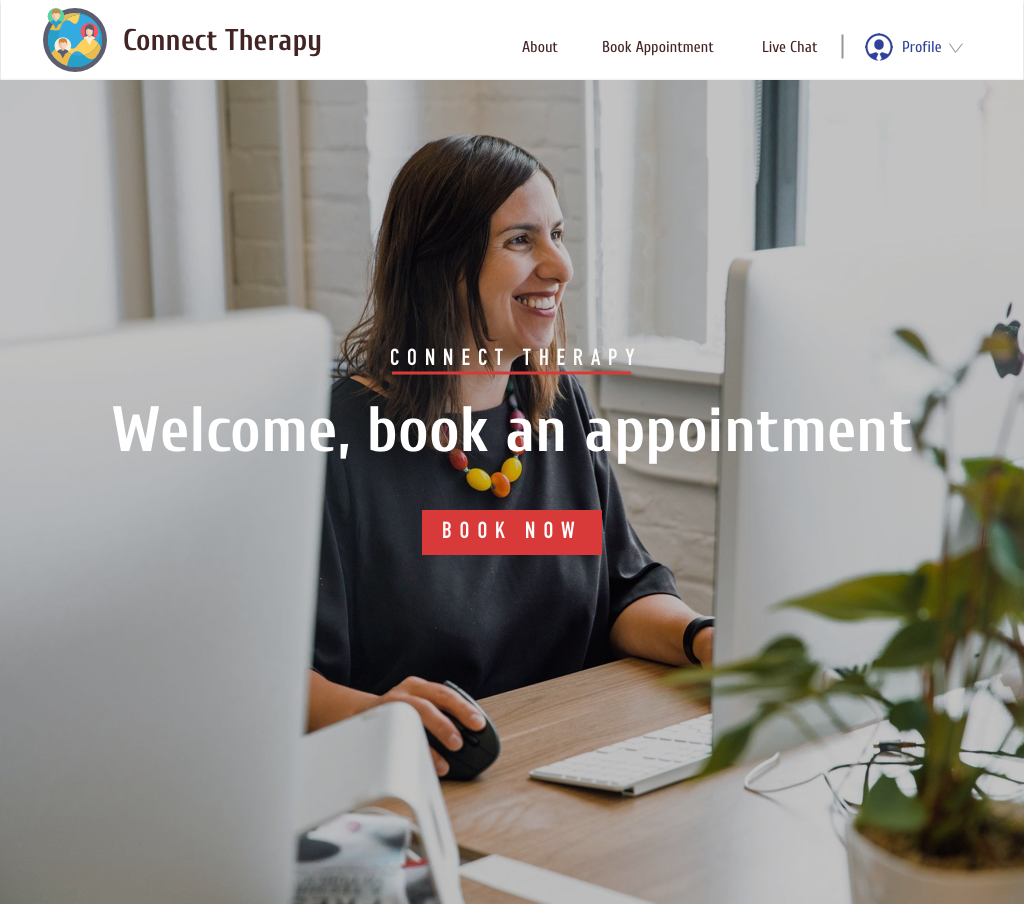 Connect Therapy
About
Book Appointment
Live Chat
Profile
CONNECT THERAPY
Welcome, book an appointment
BOOK NOW